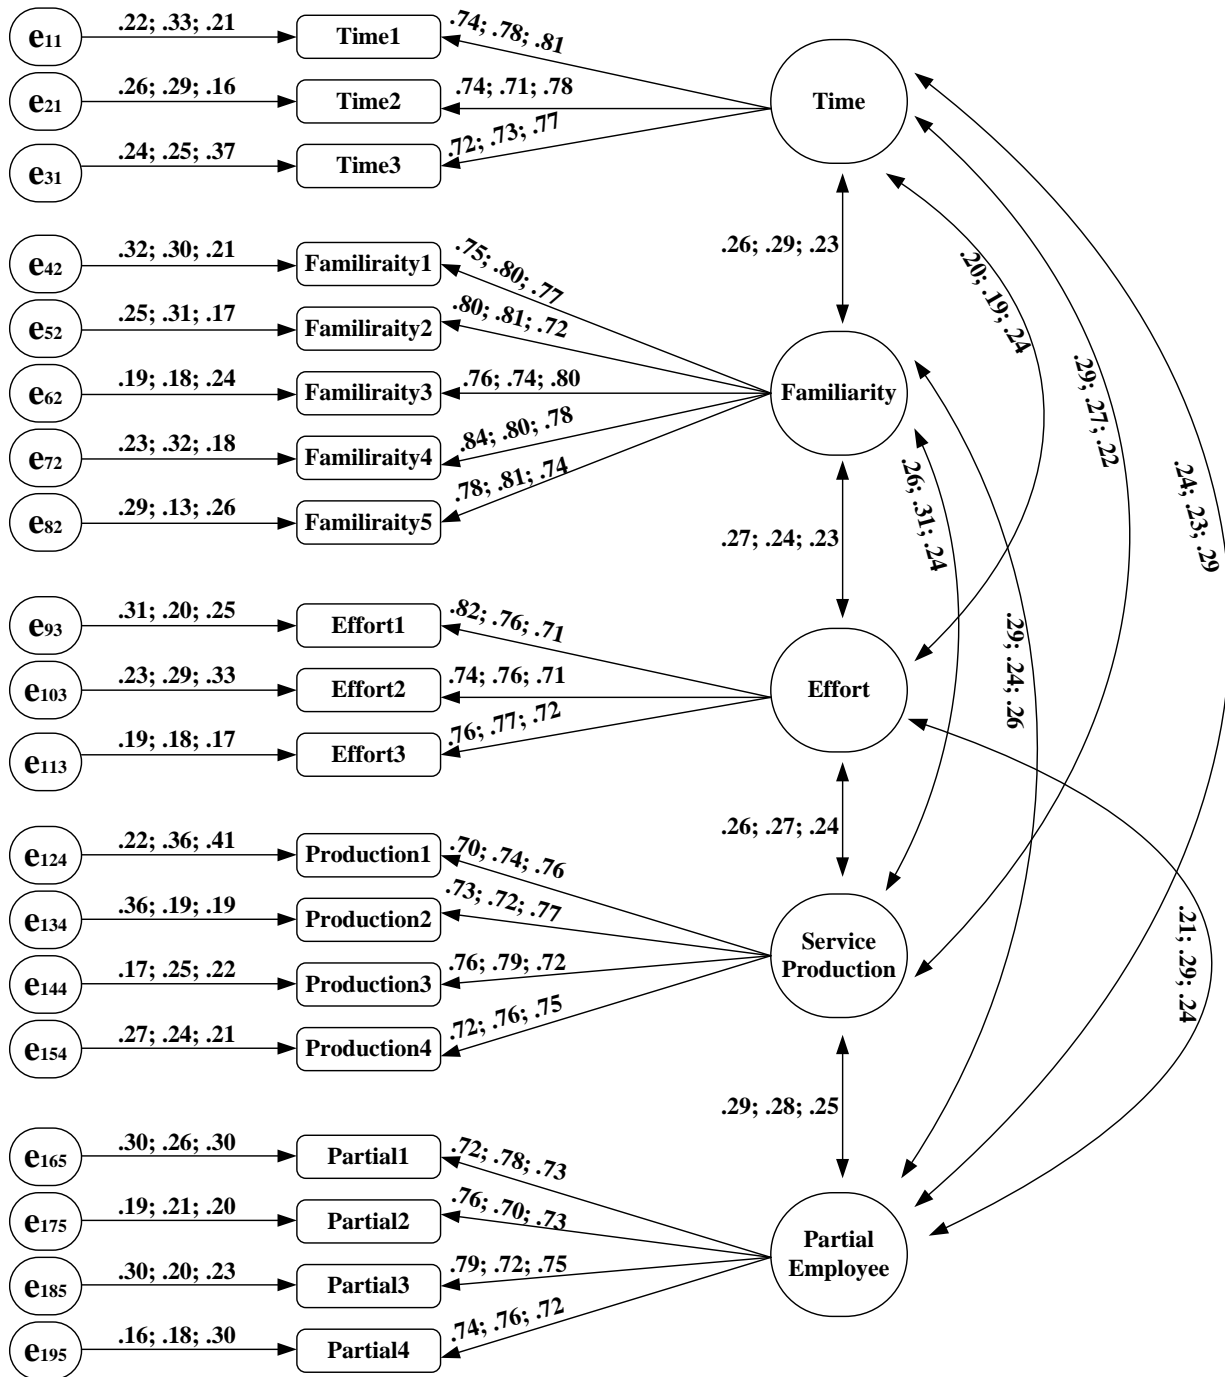 e11 .22; .33; .21 Time1 .74; .78; .81
e21 .26; .29; .16 Time2 .74; .71; .78
e31 .24; .25; .37 Time3 .72; .73; .77
Time
.26; .29; .23
.20; .19; .24
.29; .27; .22
.24; .23; .29
e42 .32; .30; .21 Familiraity1 .75; .80; .77
e52 .25; .31; .17 Familiraity2 .80; .81; .72
e62 .19; .18; .24 Familiraity3 .76; .74; .80
e72 .23; .32; .18 Familiraity4 .84; .80; .78
e82 .29; .13; .26 Familiraity5 .78; .81; .74
Familiarity
.27; .24; .23
.26; .31; .24
.29; .24; .26
e93 .31; .20; .25 Effort1 .82; .76; .71
e103 .23; .29; .33 Effort2 .74; .76; .71
e113 .19; .18; .17 Effort3 .76; .77; .72
Effort
.26; .27; .24
.21; .29; .24
e124 .22; .36; .41 Production1 .70; .74; .76
e134 .36; .19; .19 Production2 .73; .72; .77
e144 .17; .25; .22 Production3 .76; .79; .72
e154 .27; .24; .21 Production4 .72; .76; .75
Service
Production
.29; .28; .25
e165 .30; .26; .30 Partial1 .72; .78; .73
e175 .19; .21; .20 Partial2 .76; .70; .73
e185 .30; .20; .23 Partial3 .79; .72; .75
e195 .16; .18; .30 Partial4 .74; .76; .72
Partial
Employee